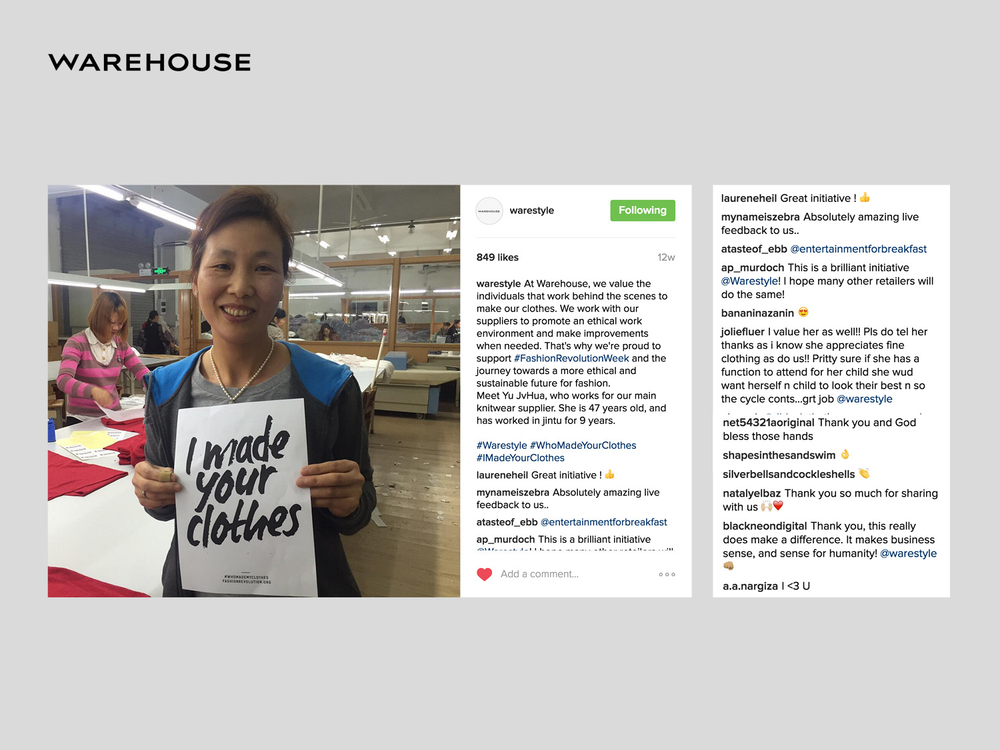 WAREHOUSE
I made
your
clothes
#WHOMADEMYCLOTHES
FASHIONREVOLUTION.ORG
WAREHOUSE
warestyle
Following
849 likes
12w
warestyle At Warehouse, we value the
individuals that work behind the scenes to
make our clothes. We work with our
suppliers to promote an ethical work
environment and make improvements
when needed. That's why we're proud to
support #FashionRevolutionWeek and the
journey towards a more ethical and
sustainable future for fashion.
Meet Yu JvHua, who works for our main
knitwear supplier. She is 47 years old, and
has worked in jintu for 9 years.
#Warestyle #WhoMadeYourClothes
#IMadeYourClothes
laureneheil Great initiative ! 👍
mynameiszebra Absolutely amazing live
feedback to us..
atasteof_ebb @entertainmentforbreakfast
ap_murdoch This is a brilliant initiative
@Warestyle! I hope many other retailers will
Add a comment...
laureneheil Great initiative ! 👍
mynameiszebra Absolutely amazing live
feedback to us..
atasteof_ebb @entertainmentforbreakfast
ap_murdoch This is a brilliant initiative
@Warestyle! I hope many other retailers will
do the same!
bananinazanin 😍
joliefluer I value her as well!! Pls do tel her
thanks as i know she appreciates fine
clothing as do us!! Pritty sure if she has a
function to attend for her child she wud
want herself n child to look their best n so
the cycle conts...grt job @warestyle
net54321aoriginal Thank you and God
bless those hands
shapesinthesandswim 👌
silverbellsandcockleshells 👏
natalyelbaz Thank you so much for sharing
with us 🙌❤️
blackneondigital Thank you, this really
does make a difference. It makes business
sense, and sense for humanity! @warestyle
👊
a.a.nargiza I <3 U